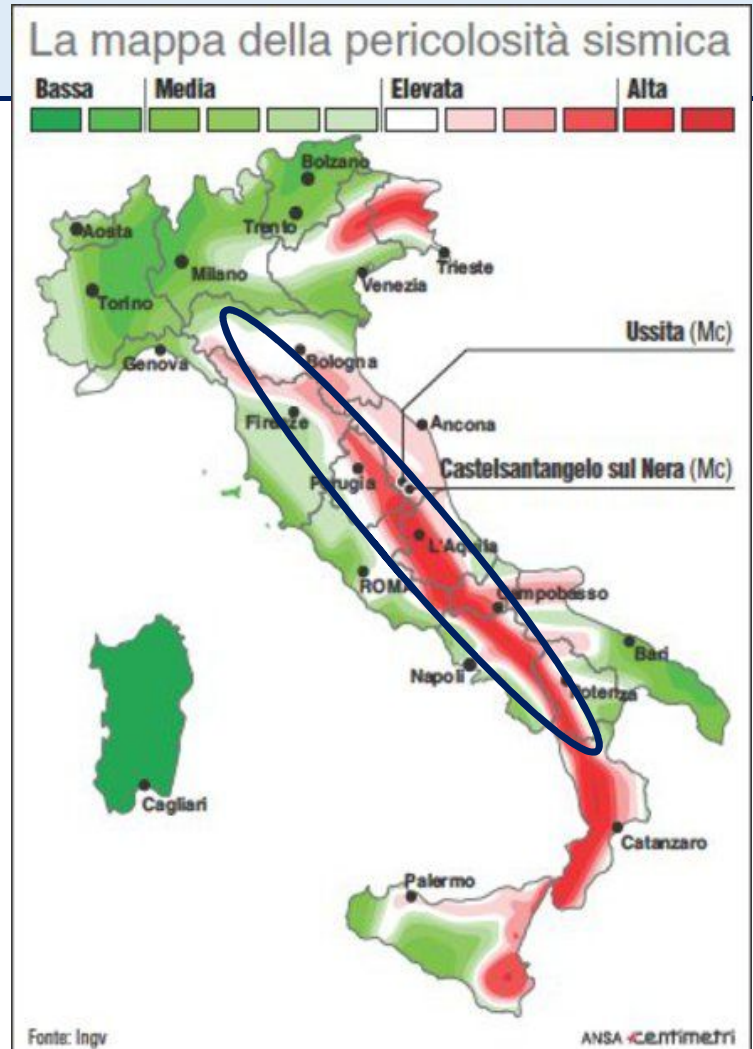 La mappa della pericolosità sismica
Bassa Media Elevata Alta
Bolzano
Aosta
Trento
Milano
Trieste
Venezia
Torino
Ussita (Mc)
Genova
Bologna
Firenze
Ancona
Perugia
Castelsantangelo sul Nera (Mc)
L'Aquila
ROMA
Campobasso
Bari
Napoli
Potenza
Cagliari
Catanzaro
Palermo
Fonte: Ingv
ANSA centimetri